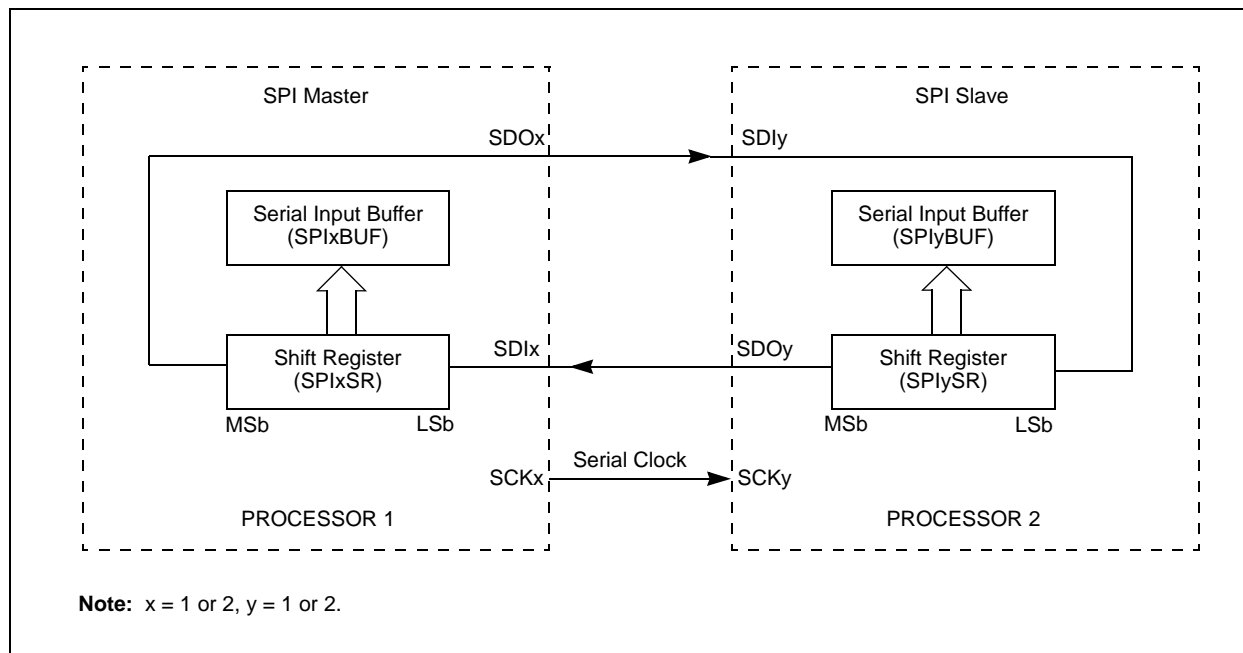 SPI Master
SDOx
Serial Input Buffer
(SPIxBUF)
Shift Register
(SPIxSR)
MSb
LSb
SDIx
SCKx
PROCESSOR 1
Serial Clock
SPI Slave
SDIy
Serial Input Buffer
(SPIyBUF)
SDOy
Shift Register
(SPIySR)
MSb
LSb
SCKy
PROCESSOR 2
Note: x = 1 or 2, y = 1 or 2.